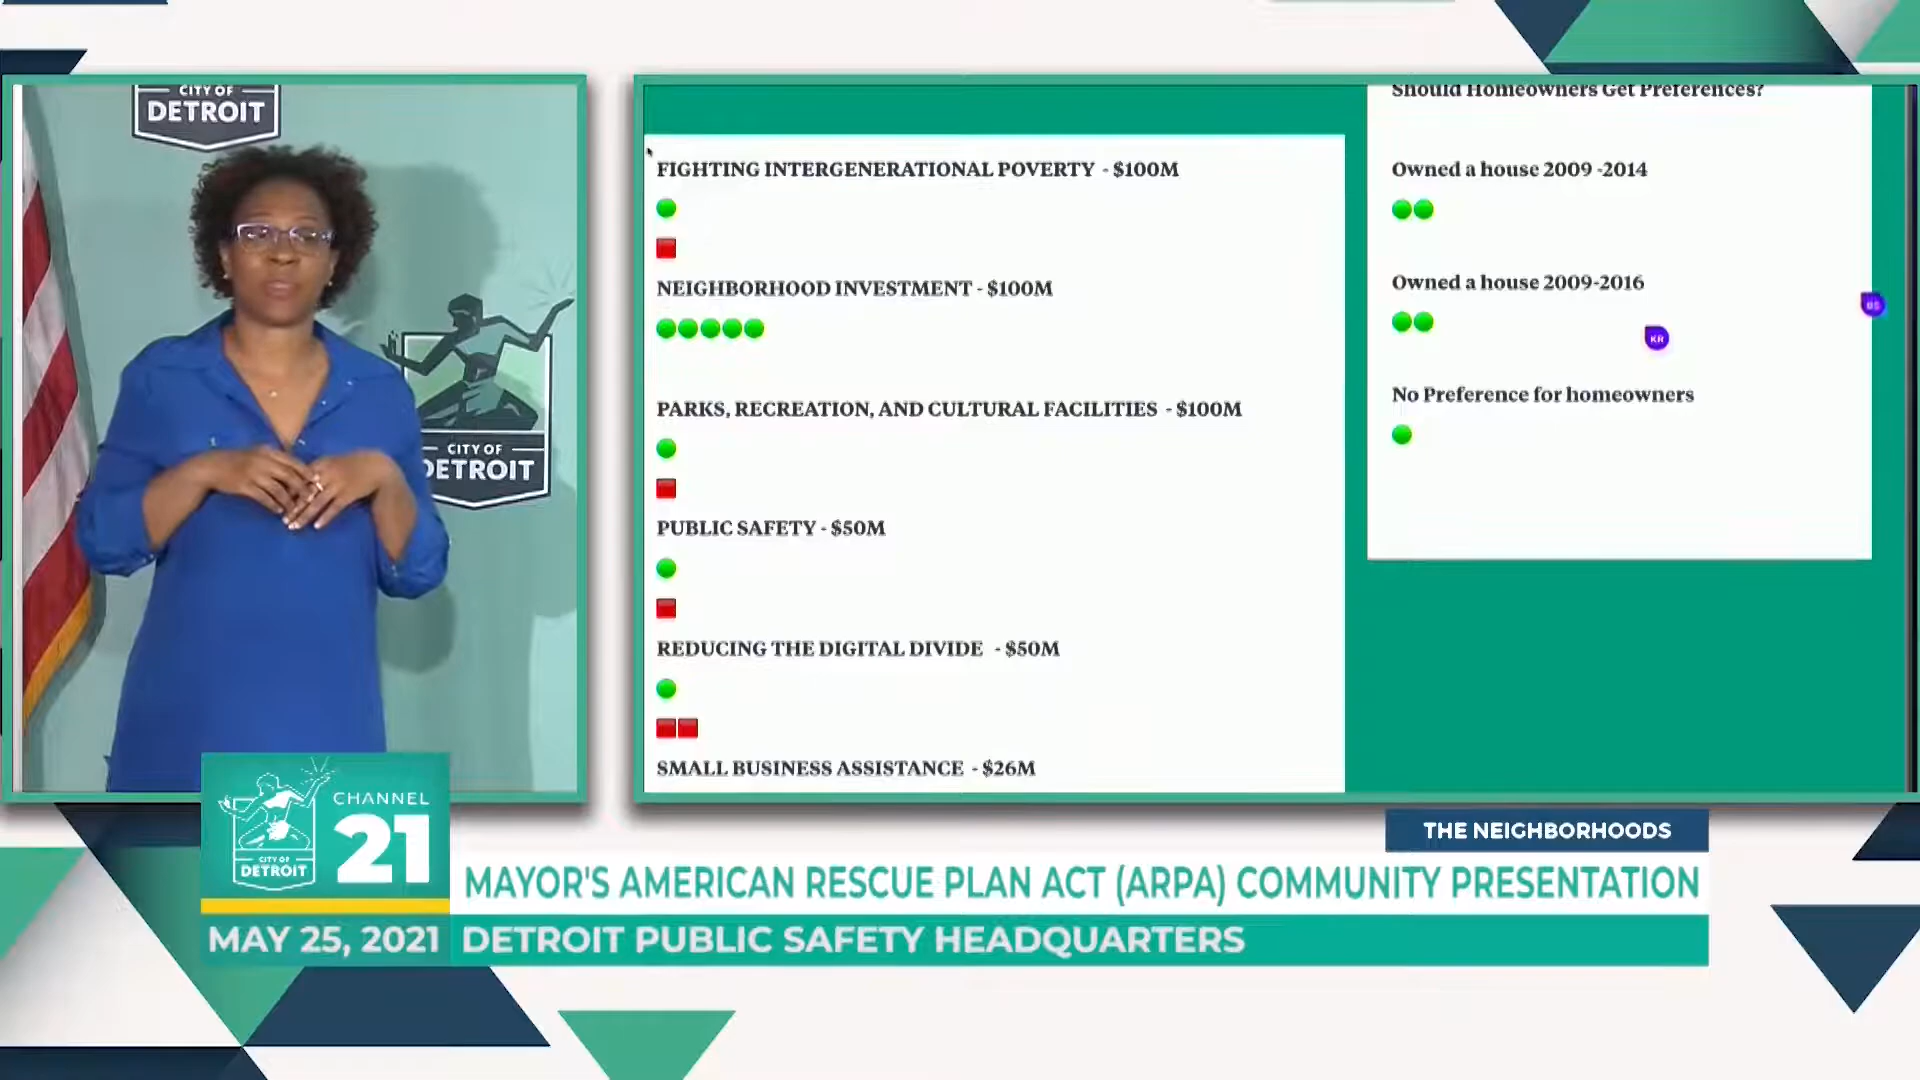 CITY OF
DETROIT
CITY OF
DETROIT
FIGHTING INTERGENERATIONAL POVERTY - $100M
NEIGHBORHOOD INVESTMENT - $100M
PARKS, RECREATION, AND CULTURAL FACILITIES - $100M
PUBLIC SAFETY - $50M
REDUCING THE DIGITAL DIVIDE - $50M
SMALL BUSINESS ASSISTANCE - $26M
Should Homeowners Get Preferences?
Owned a house 2009 -2014
Owned a house 2009-2016
KR
No Preference for homeowners
CITY OF
DETROIT
CHANNEL
21
THE NEIGHBORHOODS
MAYOR'S AMERICAN RESCUE PLAN ACT (ARPA) COMMUNITY PRESENTATION
MAY 25, 2021
DETROIT PUBLIC SAFETY HEADQUARTERS